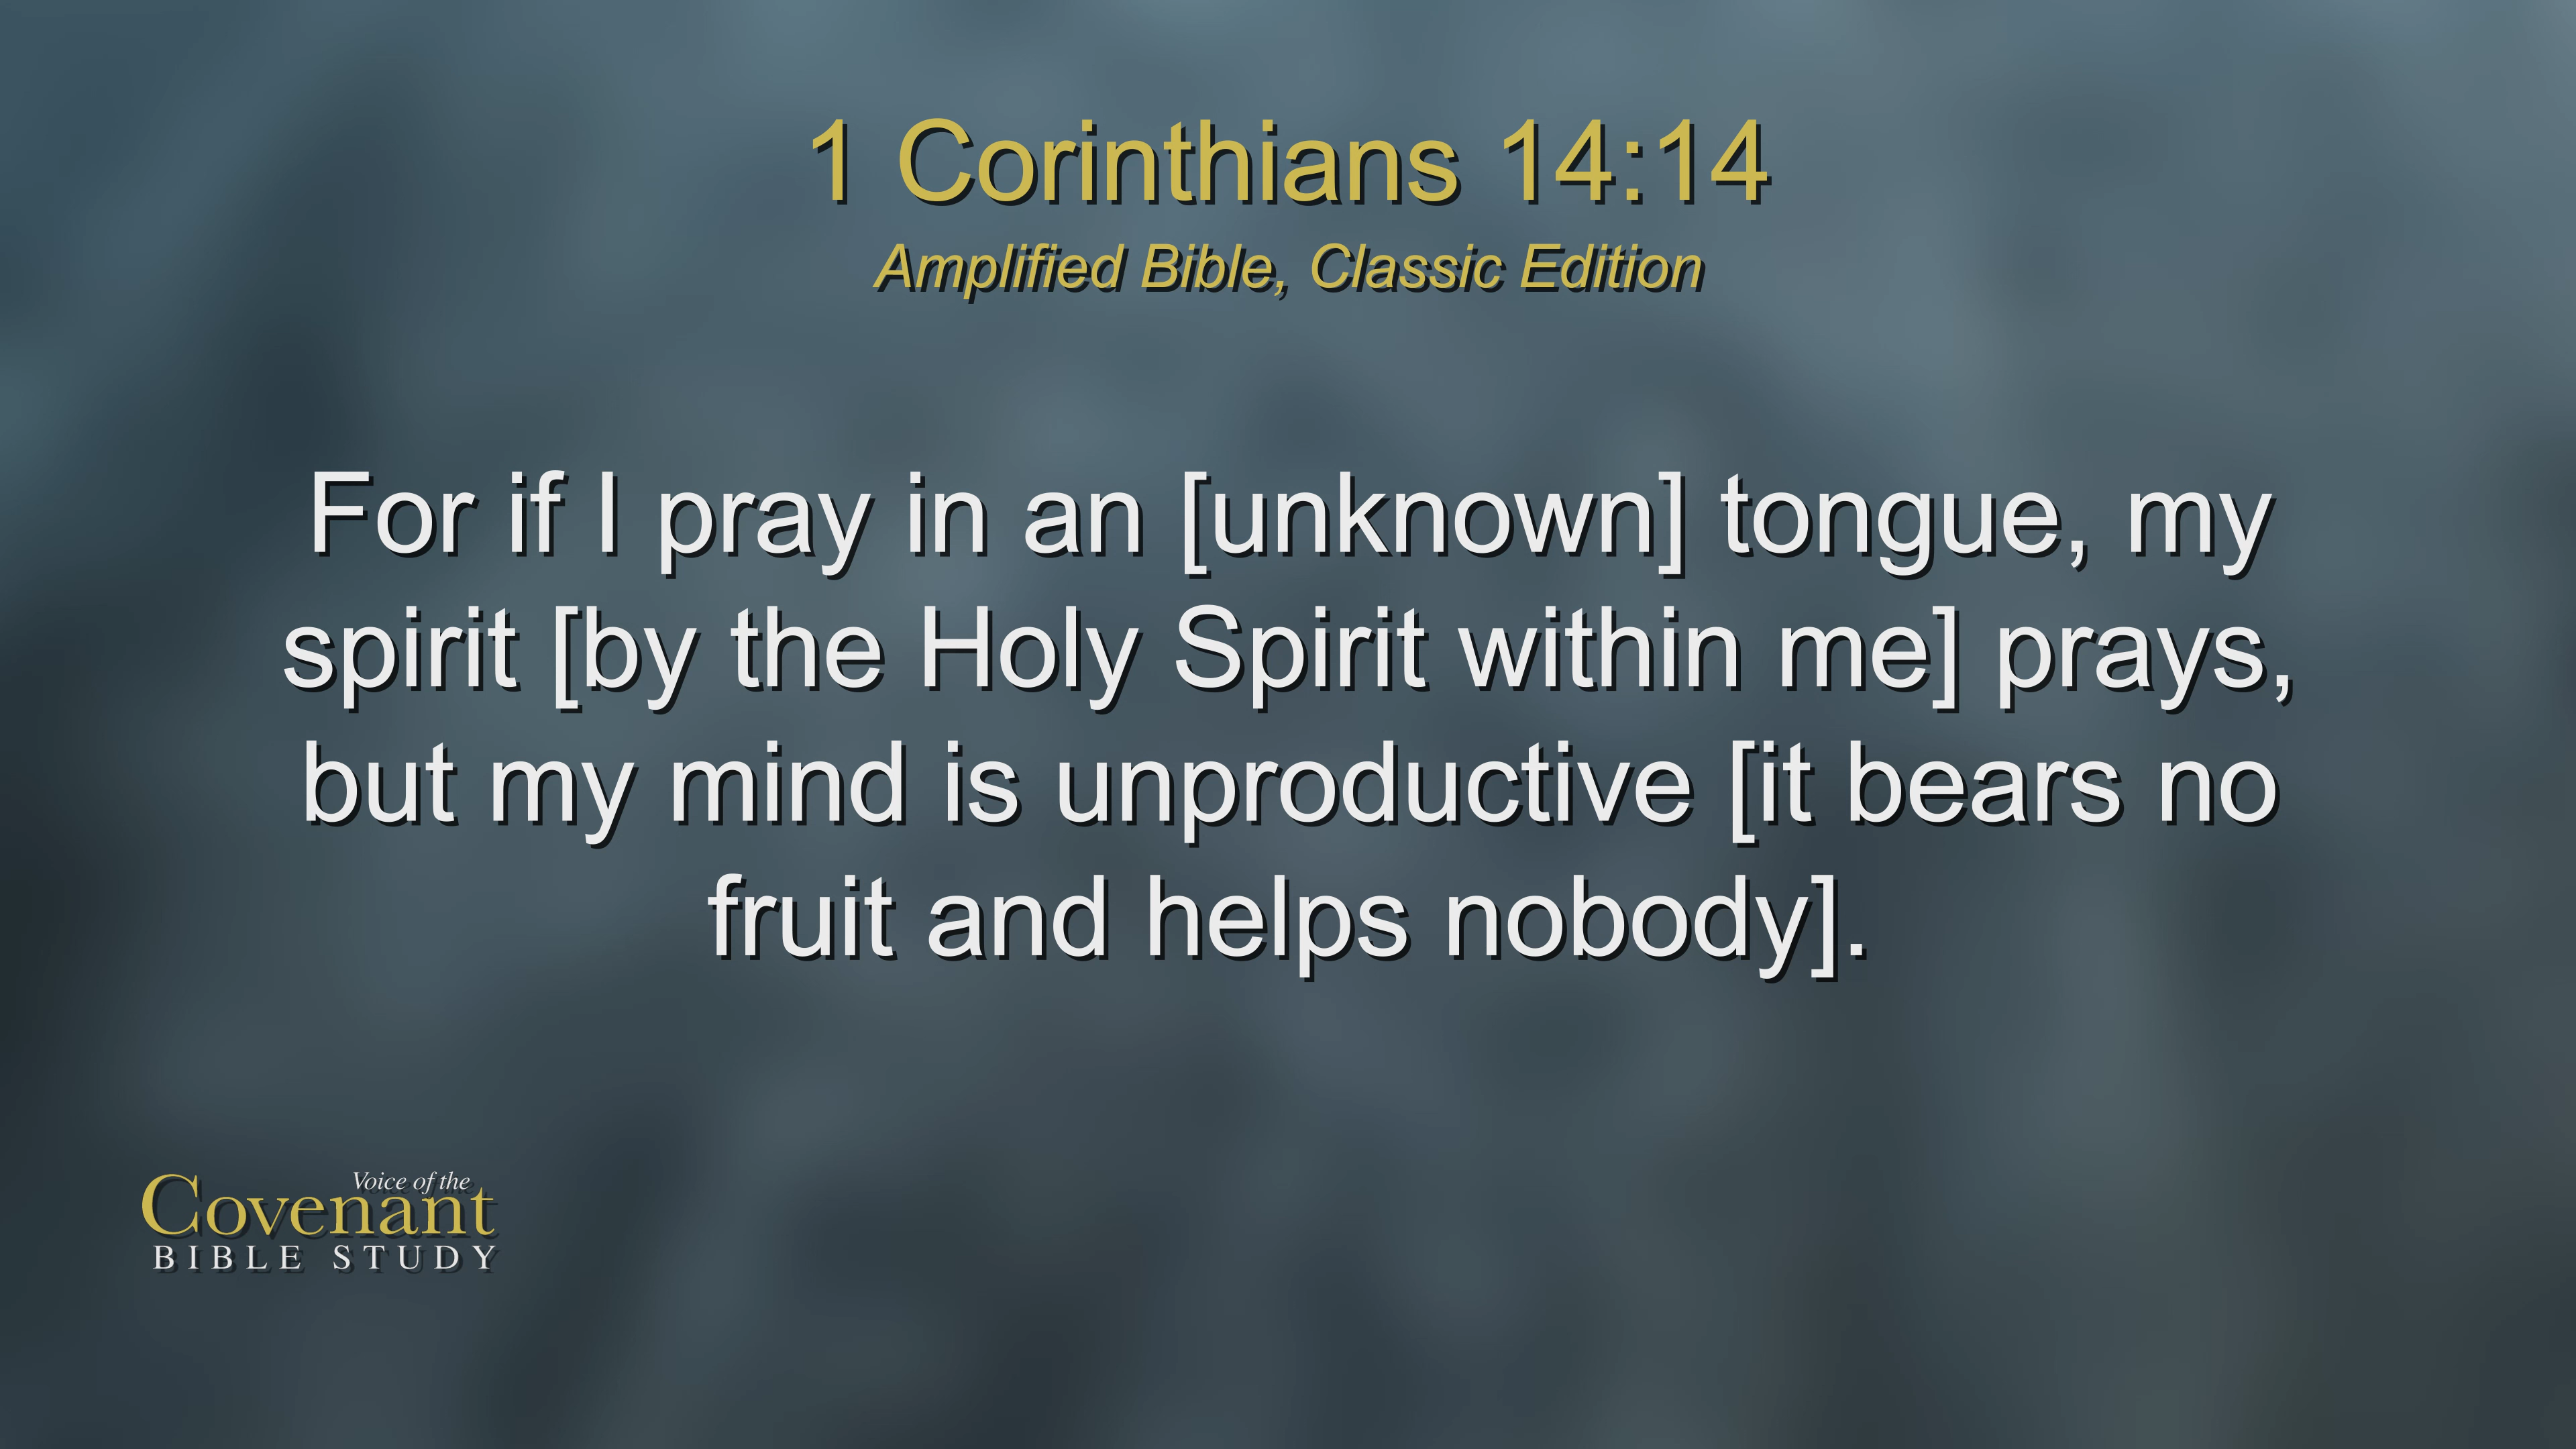 1 Corinthians 14:14
Amplified Bible, Classic Edition
For if I pray in an [unknown] tongue, my
spirit [by the Holy Spirit within me] prays,
but my mind is unproductive [it bears no
fruit and helps nobody].
Voice of the
Covenant
BIBLE STUDY